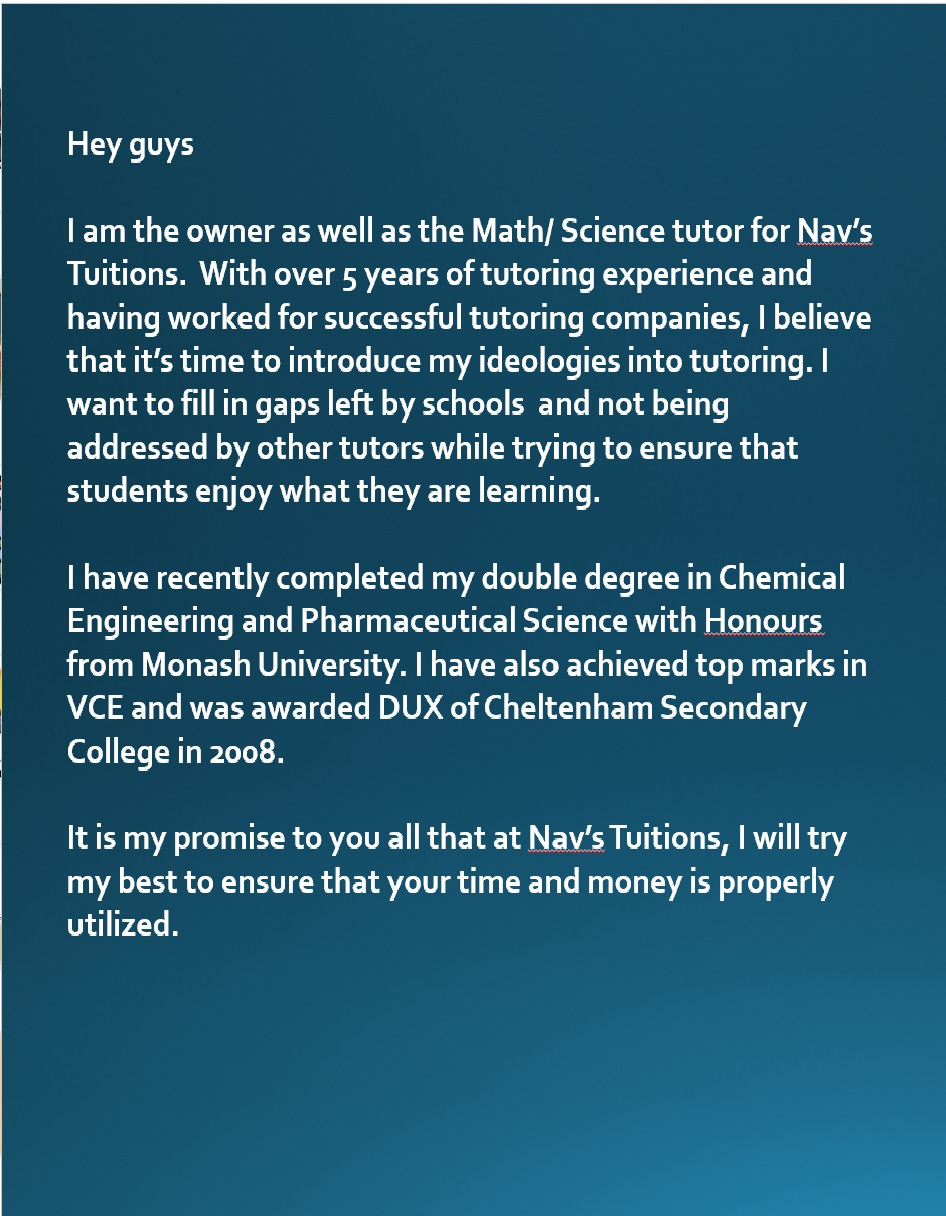 Hey guys
I am the owner as well as the Math/ Science tutor for Nav’s
Tuitions.  With over 5 years of tutoring experience and
having worked for successful tutoring companies, I believe
that it’s time to introduce my ideologies into tutoring. I
want to fill in gaps left by schools  and not being
addressed by other tutors while trying to ensure that
students enjoy what they are learning.
I have recently completed my double degree in Chemical
Engineering and Pharmaceutical Science with Honours
from Monash University. I have also achieved top marks in
VCE and was awarded DUX of Cheltenham Secondary
College in 2008.
It is my promise to you all that at Nav’s Tuitions, I will try
my best to ensure that your time and money is properly
utilized.